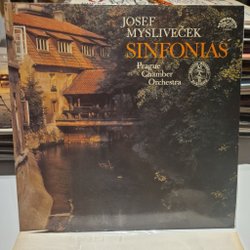 JOSEF
MYSLIVEČEK
SINFONIAS
Prague
Chamber
Orchestra